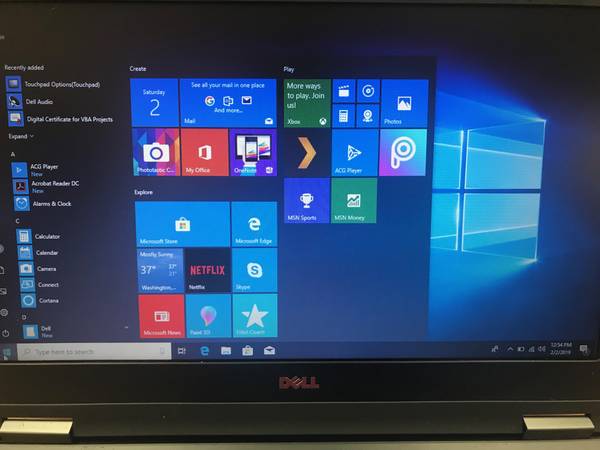 Recently added
Touchpad Options(Touchpad)
Dell Audio
Digital Certificate for VBA Projects
Expand
A
ACG Player
New
Acrobat Reader DC
New
Alarms & Clock
C
Calculator
Calendar
Camera
Connect
Cortana
D
Dell
New
Create
Saturday
2
See all your mail in one place
And more...
Mail
Phototastic C...
My Office
OneNote
Explore
Microsoft Store
Microsoft Edge
Mostly Sunny
37°
37°
Washington,...
NETFLIX
Netflix
Skype
Microsoft News
Paint 3D
Play
More ways
to play. Join
us!
Xbox
Photos
ACG Player
MSN Sports
MSN Money
Type here to search
12:54 PM
2/2/2019
DELL